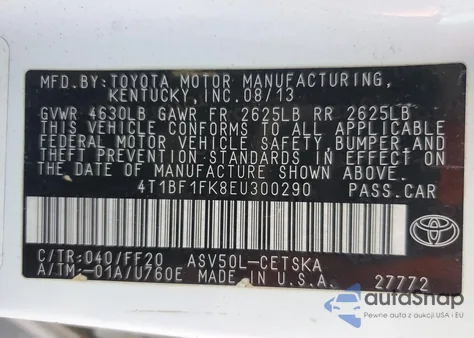 MFD.BY:TOYOTA MOTOR MANUFACTURING,
KENTUCKY,INC.08/13
GVWR 4630LB GAWR FR 2625LB RR 2625LB
THIS VEHICLE CONFORMS TO ALL APPLICABLE
FEDERAL MOTOR VEHICLE SAFETY,BUMPER,AND
THEFT PREVENTION STANDARDS IN EFFECT ON
THE DATE OF MANUFACTURE SHOWN ABOVE.
4T1BF1FK8EU300290 PASS.CAR
C/TR:040/FF20 ASV50L-CETSKA
A/TM:-01A/U760E MADE IN U.S.A. 27772
TOYOTA
autasnap
Pewne auta z USA i EU